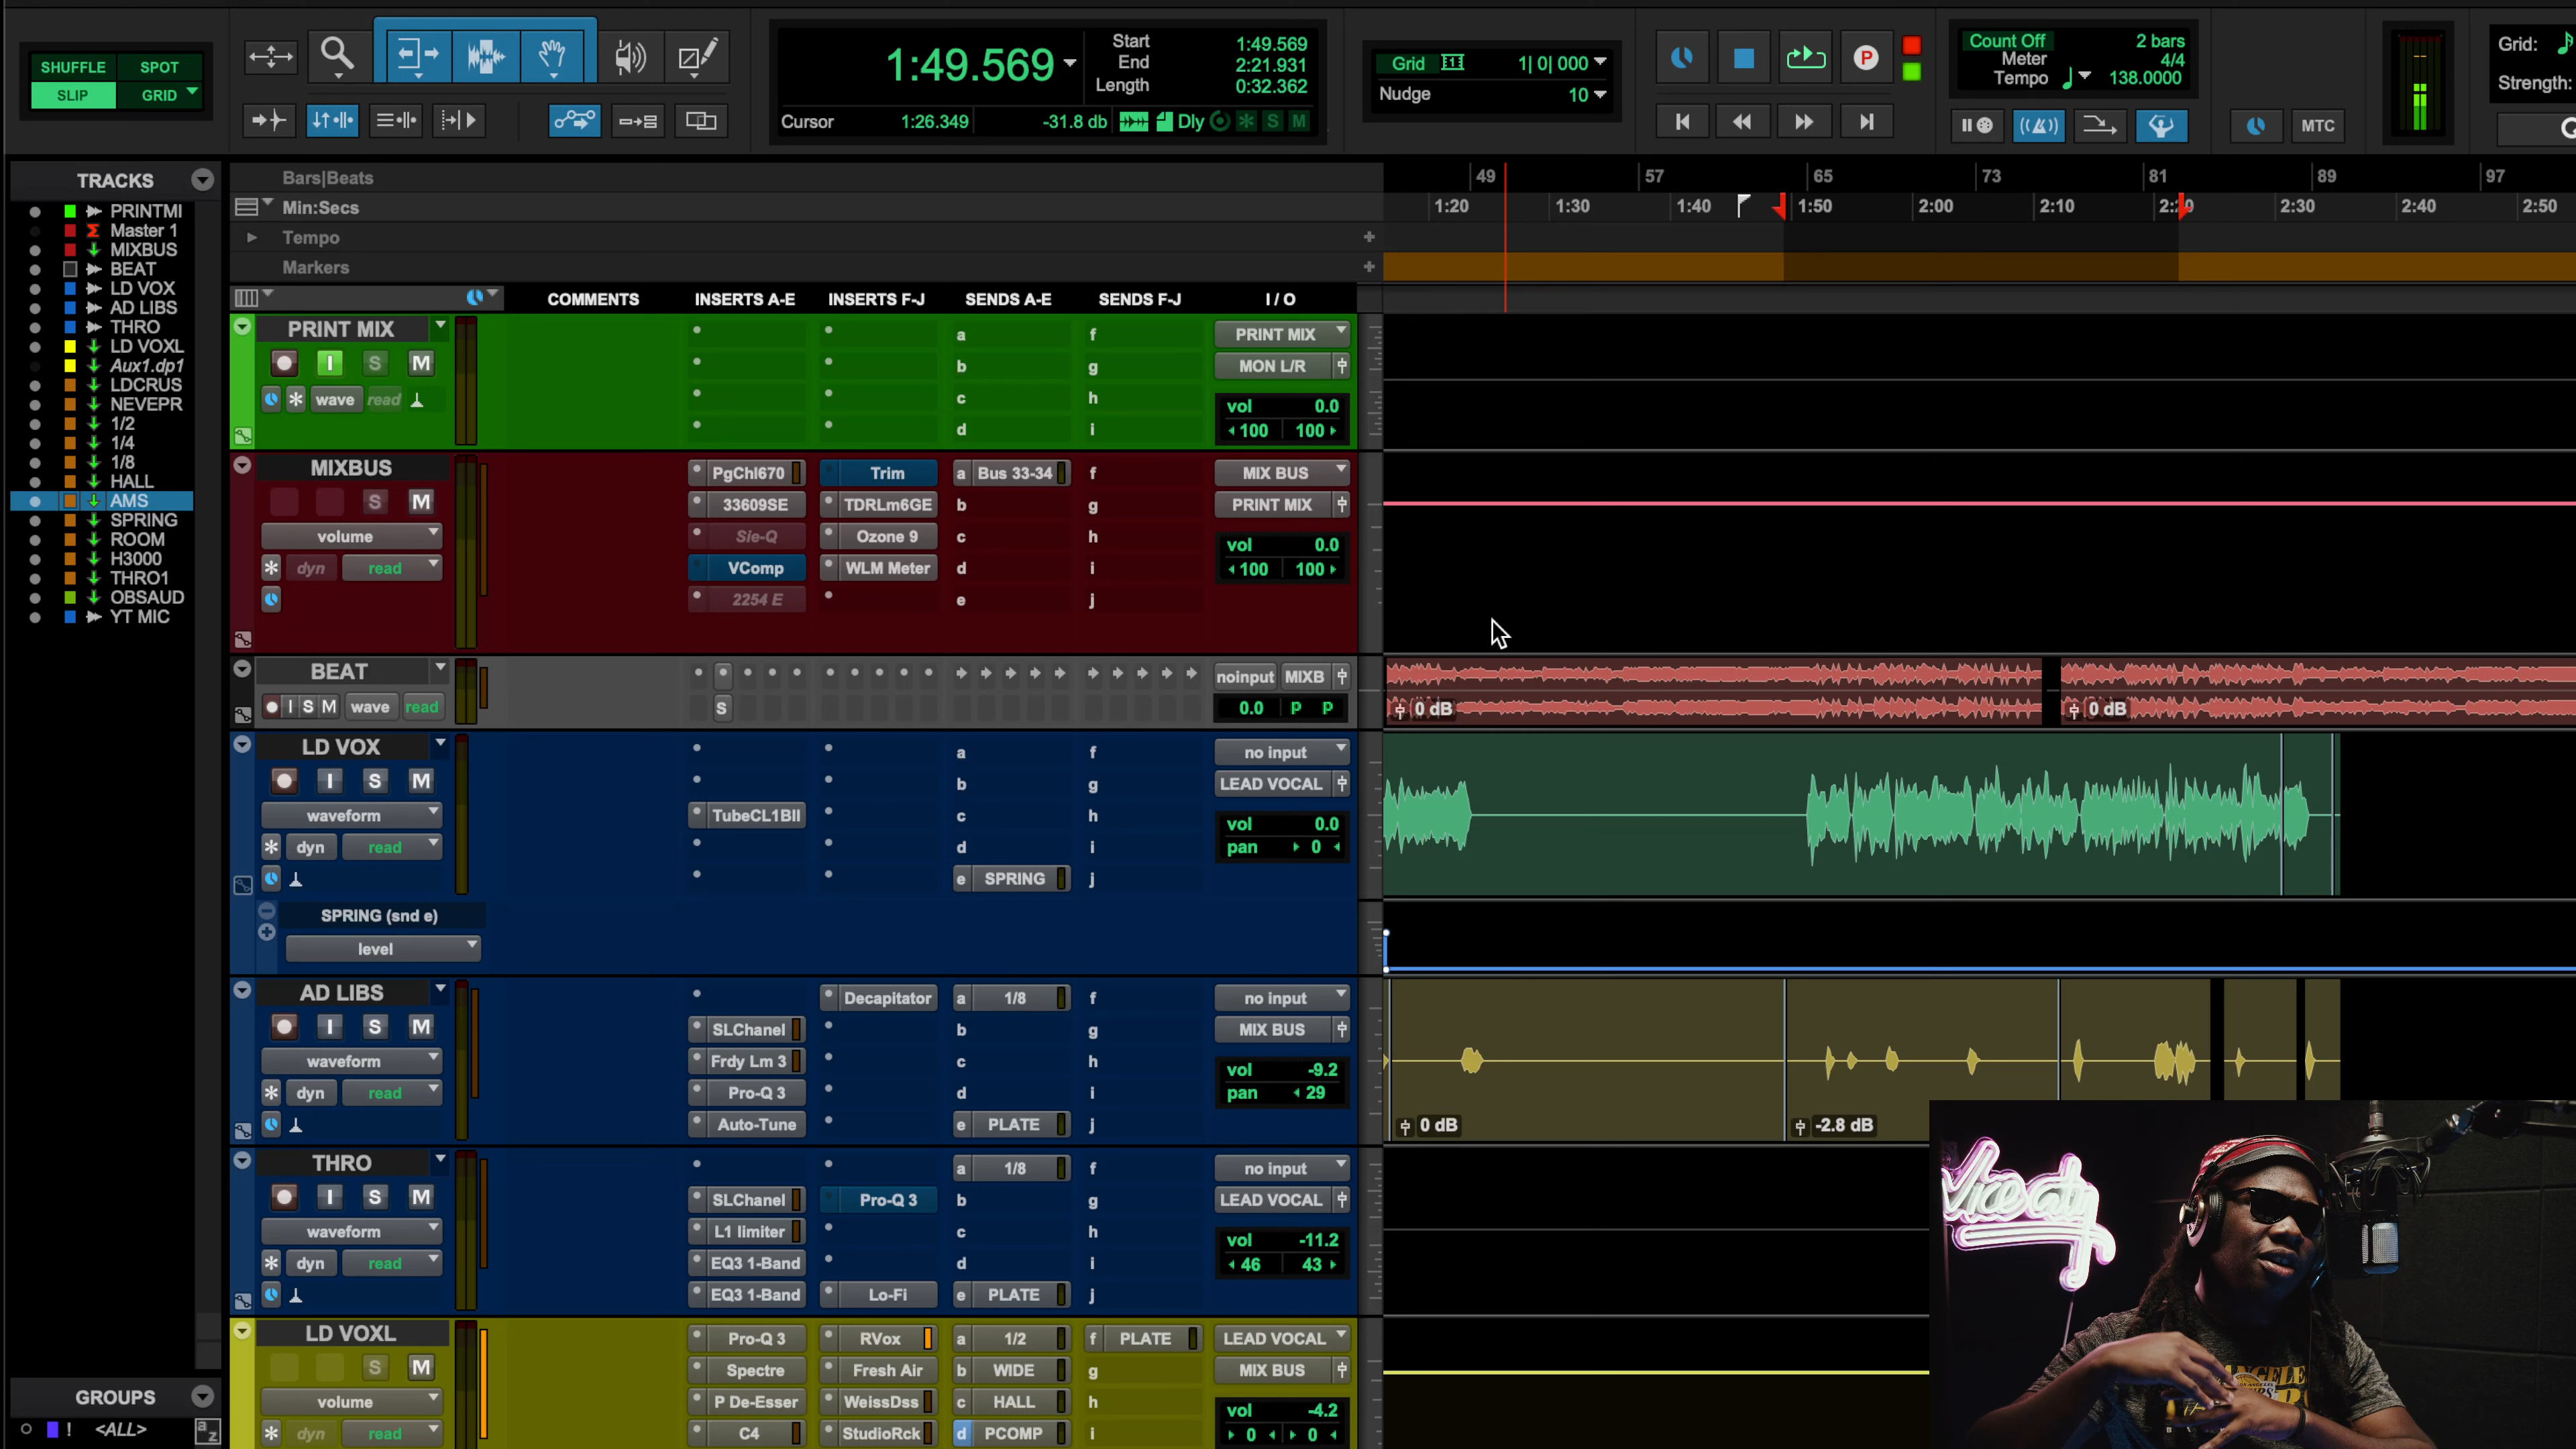 SHUFFLE SPOT
SLIP GRID
1:49.569
Start 1:49.569
End 2:21.931
Length 0:32.362
Cursor 1:26.349 -31.8 db Dly S M
Grid 1| 0| 000
Nudge 10
P
Count Off 2 bars
Meter 4/4
Tempo 138.0000
MTC
Grid:
Strength:
TRACKS
PRINTMI
Master 1
MIXBUS
BEAT
LD VOX
AD LIBS
THRO
LD VOXL
Aux1.dp1
LDCRUS
NEVEPR
1/2
1/4
1/8
HALL
AMS
SPRING
ROOM
H3000
THRO1
OBSAUD
YT MIC
GROUPS
! <ALL>
a z
Bars|Beats 49 57 65 73 81 89 97
Min:Secs 1:20 1:30 1:40 1:50 2:00 2:10 2:30 2:40 2:50
Tempo
Markers
COMMENTS INSERTS A-E INSERTS F-J SENDS A-E SENDS F-J I / O
PRINT MIX a f PRINT MIX
I S M b g MON L/R
wave read c h vol 0.0
d i 100 100
MIXBUS PgChl670 Trim a Bus 33-34 f MIX BUS
S M 33609SE TDRLm6GE b g PRINT MIX
volume Sie-Q Ozone 9 c h vol 0.0
dyn read VComp WLM Meter d i 100 100
2254 E e j
BEAT noinput MIXB
I S M wave read S 0.0 P P
0 dB 0 dB
LD VOX a f no input
I S M b g LEAD VOCAL
waveform TubeCL1BII c h vol 0.0
dyn read d i pan 0
e SPRING j
SPRING (snd e)
level
AD LIBS Decapitator a 1/8 f no input
I S M SLChanel b g MIX BUS
waveform Frdy Lm 3 c h vol -9.2
dyn read Pro-Q 3 d i pan 29
Auto-Tune e PLATE j 0 dB -2.8 dB
THRO a 1/8 f no input
I S M SLChanel Pro-Q 3 b g LEAD VOCAL
waveform L1 limiter c h vol -11.2
dyn read EQ3 1-Band d i 46 43
EQ3 1-Band Lo-Fi e PLATE j
LD VOXL Pro-Q 3 RVox a 1/2 f PLATE LEAD VOCAL
S M Spectre Fresh Air b WIDE g MIX BUS
volume P De-Esser WeissDss c HALL h vol -4.2
dyn read C4 StudioRck d PCOMP i 0 0
Vice city